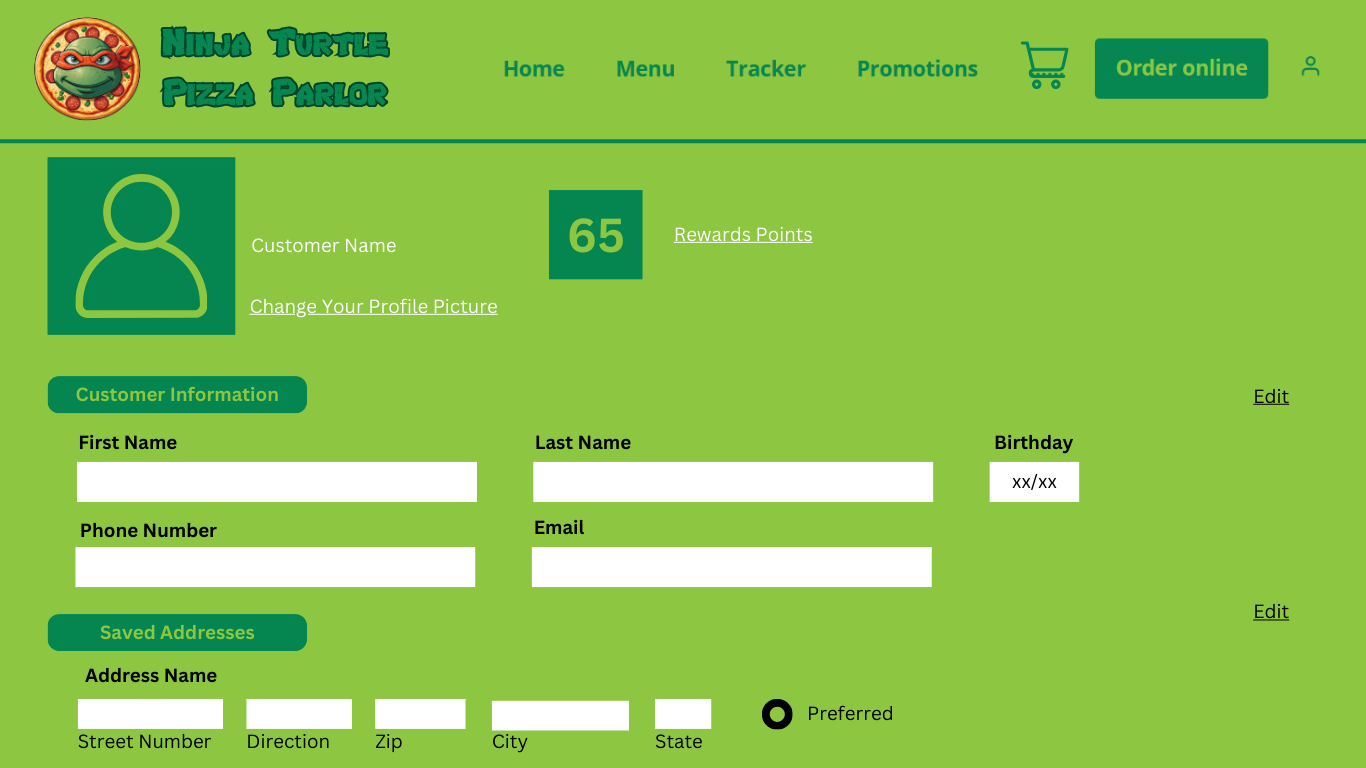 Ninja Turtle
Pizza Parlor
Home Menu Tracker Promotions Order online
65
Rewards Points
Customer Name
Change Your Profile Picture
Customer Information
Edit
First Name Last Name Birthday
xx/xx
Phone Number Email
Edit
Saved Addresses
Address Name
Preferred
Street Number Direction Zip City State